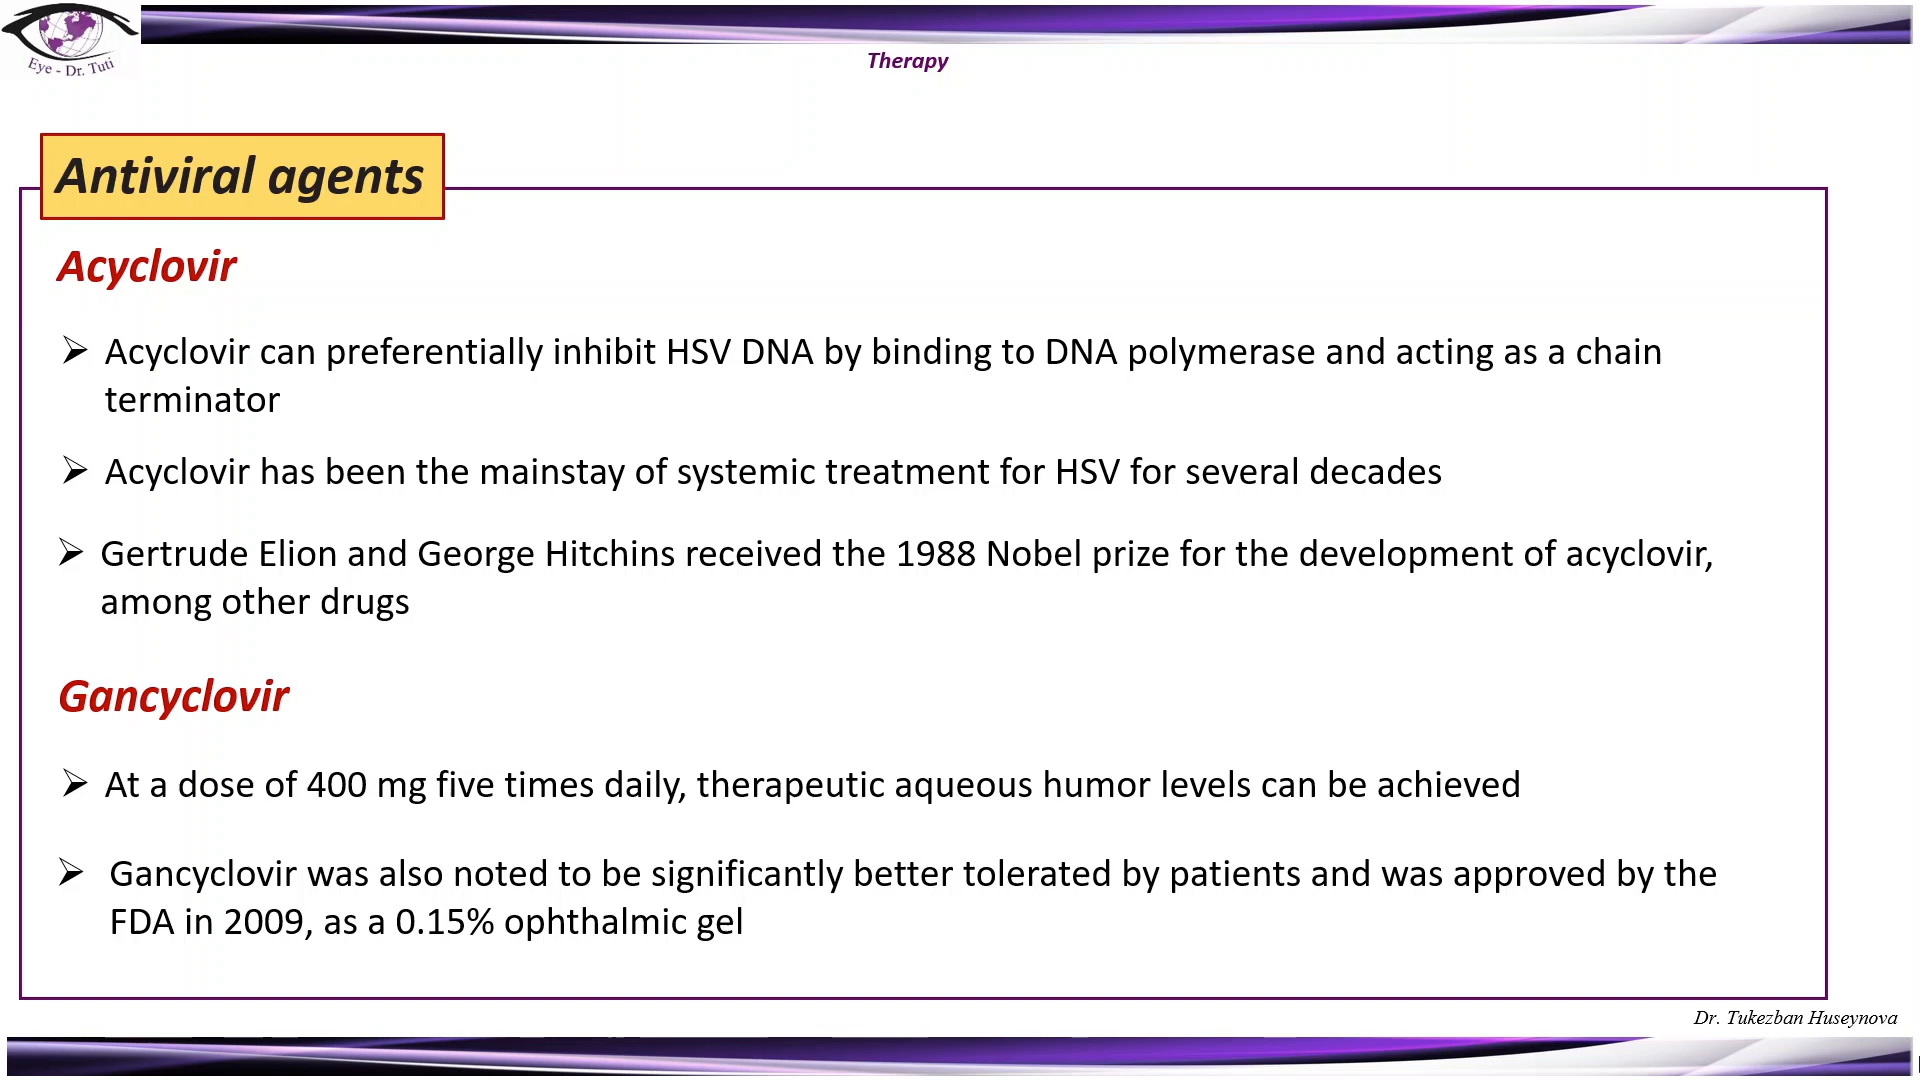 Eye - Dr. Tuti
Therapy
Antiviral agents
Acyclovir
➢ Acyclovir can preferentially inhibit HSV DNA by binding to DNA polymerase and acting as a chain
terminator
➢ Acyclovir has been the mainstay of systemic treatment for HSV for several decades
➢ Gertrude Elion and George Hitchins received the 1988 Nobel prize for the development of acyclovir,
among other drugs
Gancyclovir
➢ At a dose of 400 mg five times daily, therapeutic aqueous humor levels can be achieved
➢ Gancyclovir was also noted to be significantly better tolerated by patients and was approved by the
FDA in 2009, as a 0.15% ophthalmic gel
Dr. Tukezban Huseynova